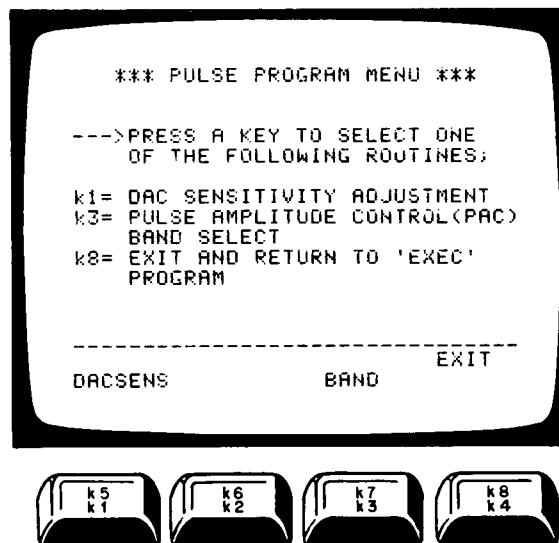 *** PULSE PROGRAM MENU ***
--->PRESS A KEY TO SELECT ONE
OF THE FOLLOWING ROUTINES;
k1= DAC SENSITIVITY ADJUSTMENT
k3= PULSE AMPLITUDE CONTROL(PAC)
BAND SELECT
k8= EXIT AND RETURN TO 'EXEC'
PROGRAM
--------------------------------
EXIT
DACSENS BAND
k5 k6 k7 k8
k1 k2 k3 k4